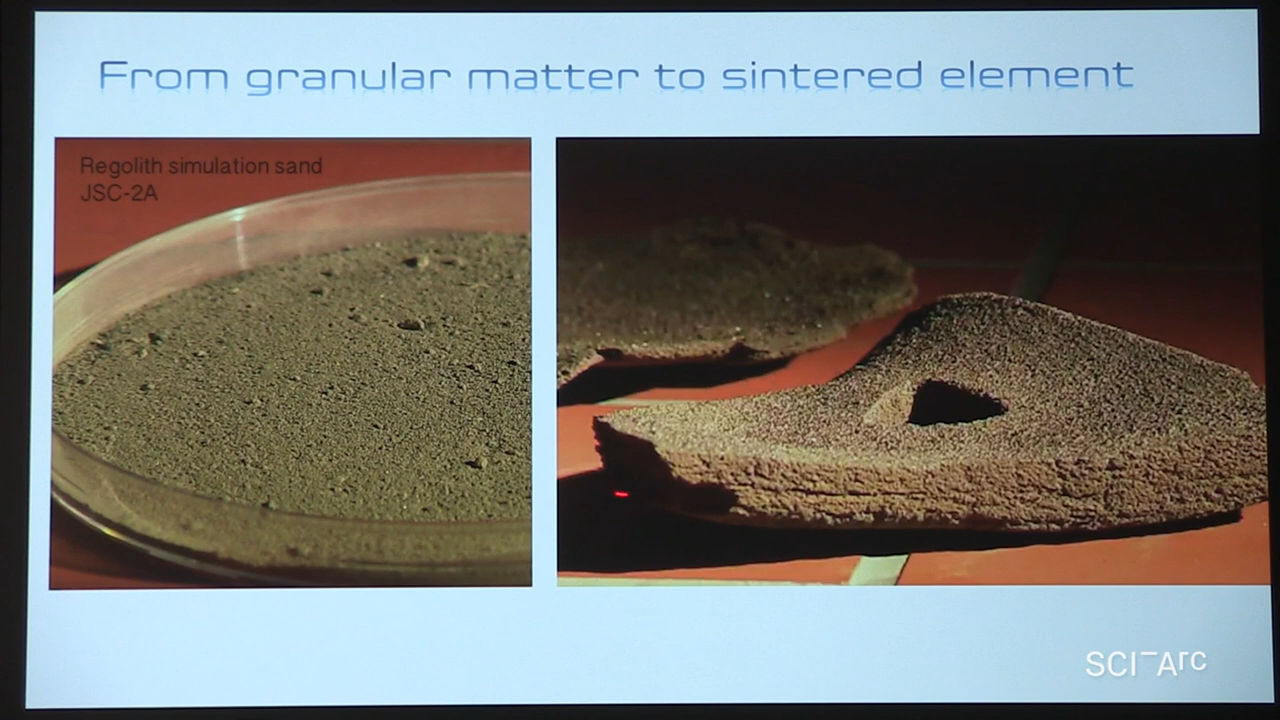 From granular matter to sintered element
Regolith simulation sand
JSC-2A
SCI-Arc